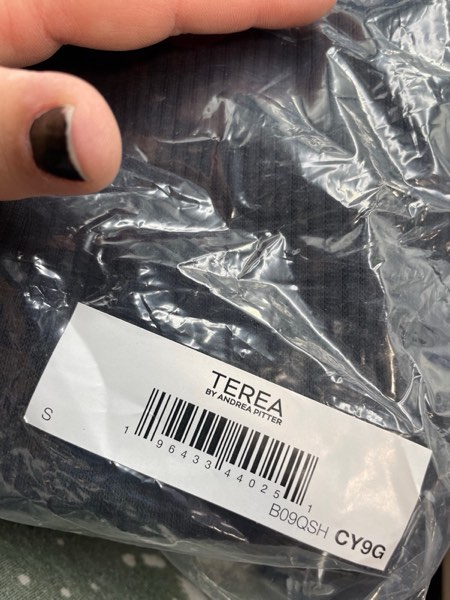 TEREA
BY ANDREA PITTER
S
1 96433 44025 1
B09QSH CY9G